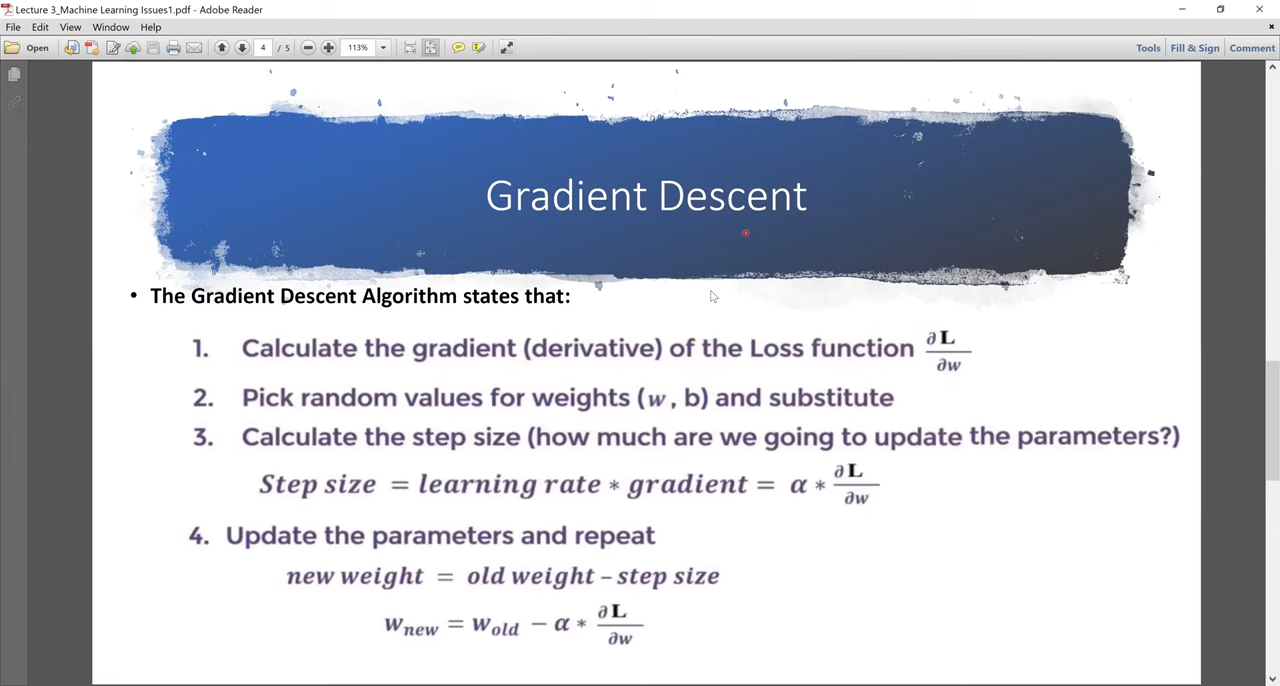 Lecture 3_Machine Learning Issues1.pdf - Adobe Reader
File Edit View Window Help
Open 4 / 5 113% Tools Fill & Sign Comment
Gradient Descent
• The Gradient Descent Algorithm states that:
1. Calculate the gradient (derivative) of the Loss function ∂L/∂w
2. Pick random values for weights (w , b) and substitute
3. Calculate the step size (how much are we going to update the parameters?)
Step size = learning rate * gradient = α * ∂L/∂w
4. Update the parameters and repeat
new weight = old weight – step size
w_new = w_old − α * ∂L/∂w